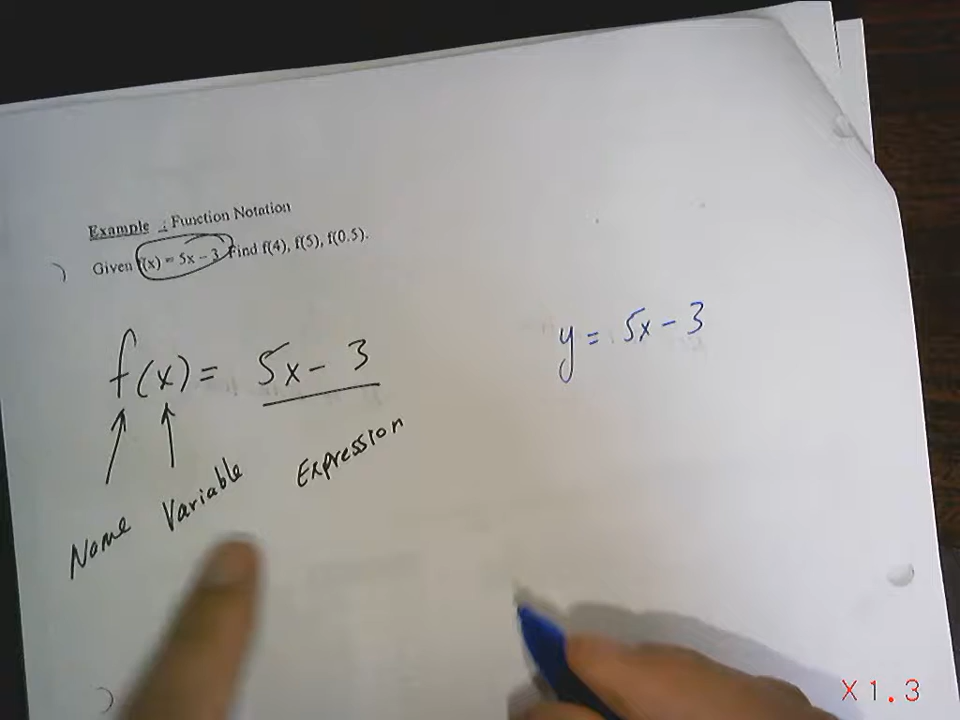 Example : Function Notation
Given f(x) = 5x – 3 Find f(4), f(5), f(0.5).
f(x) = 5x - 3
y = 5x - 3
Name Variable Expression
X1.3